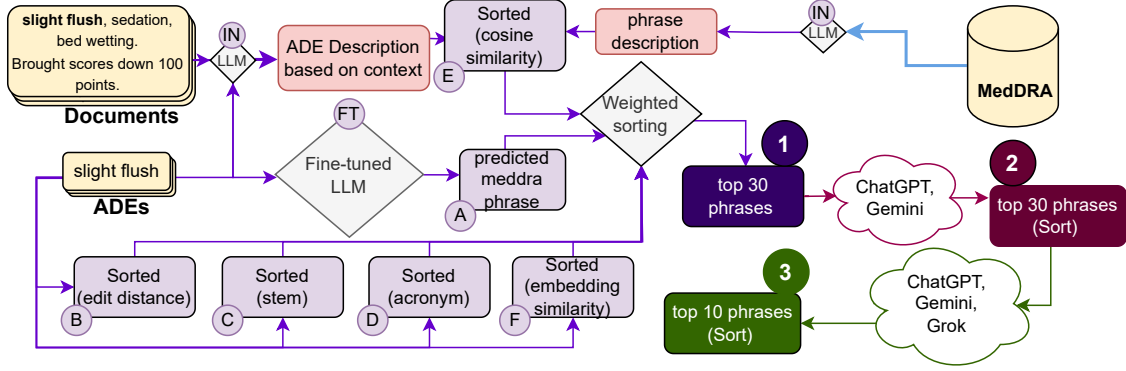 slight flush, sedation,
bed wetting.
Brought scores down 100
points.
Documents
IN
LLM
ADE Description
based on context
Sorted
(cosine
similarity)
E
phrase
description
IN
LLM
MedDRA
slight flush
ADEs
FT
Fine-tuned
LLM
predicted
meddra
phrase
A
Weighted
sorting
1
top 30
phrases
ChatGPT,
Gemini
2
top 30 phrases
(Sort)
Sorted
(edit distance)
B
Sorted
(stem)
C
Sorted
(acronym)
D
Sorted
(embedding
similarity)
F
3
top 10 phrases
(Sort)
ChatGPT,
Gemini,
Grok